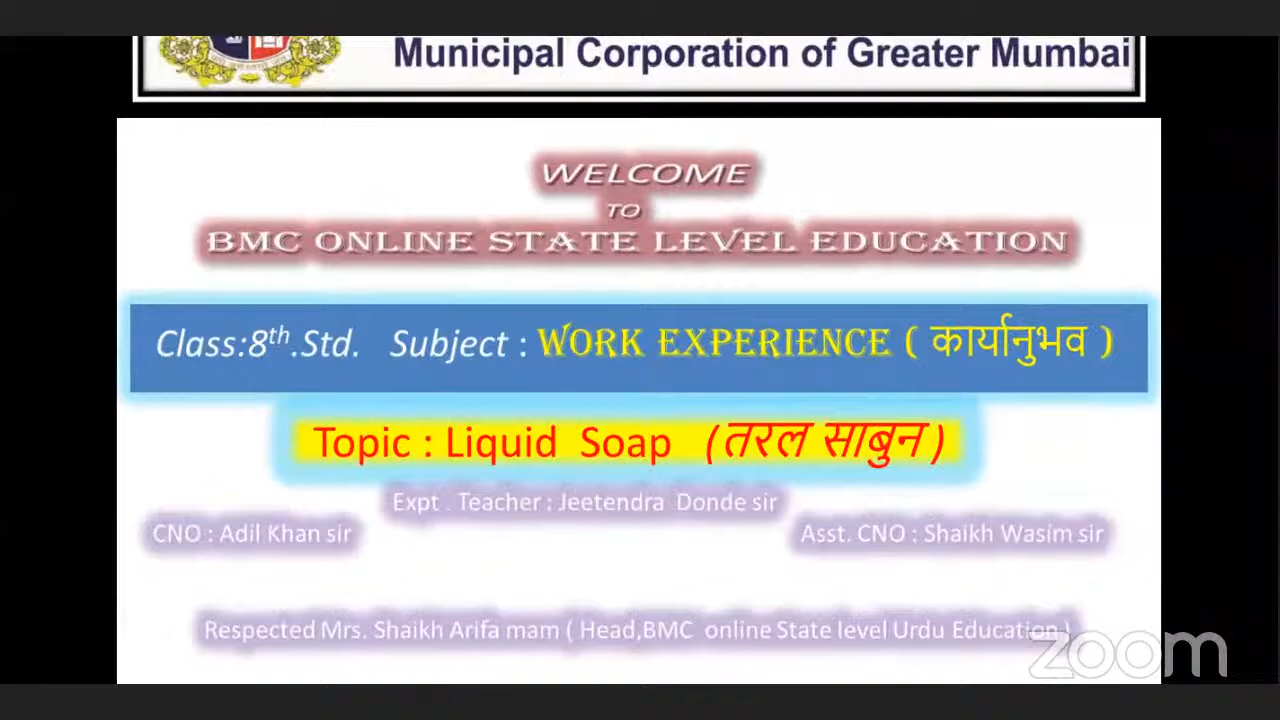 Municipal Corporation of Greater Mumbai
WELCOME
TO
BMC ONLINE STATE LEVEL EDUCATION
Class:8th.Std. Subject : WORK EXPERIENCE ( कार्यानुभव )
Topic : Liquid Soap (तरल साबुन)
Expt . Teacher : Jeetendra Donde sir
CNO : Adil Khan sir
Asst. CNO : Shaikh Wasim sir
Respected Mrs. Shaikh Arifa mam ( Head,BMC online State level Urdu Education )
zoom